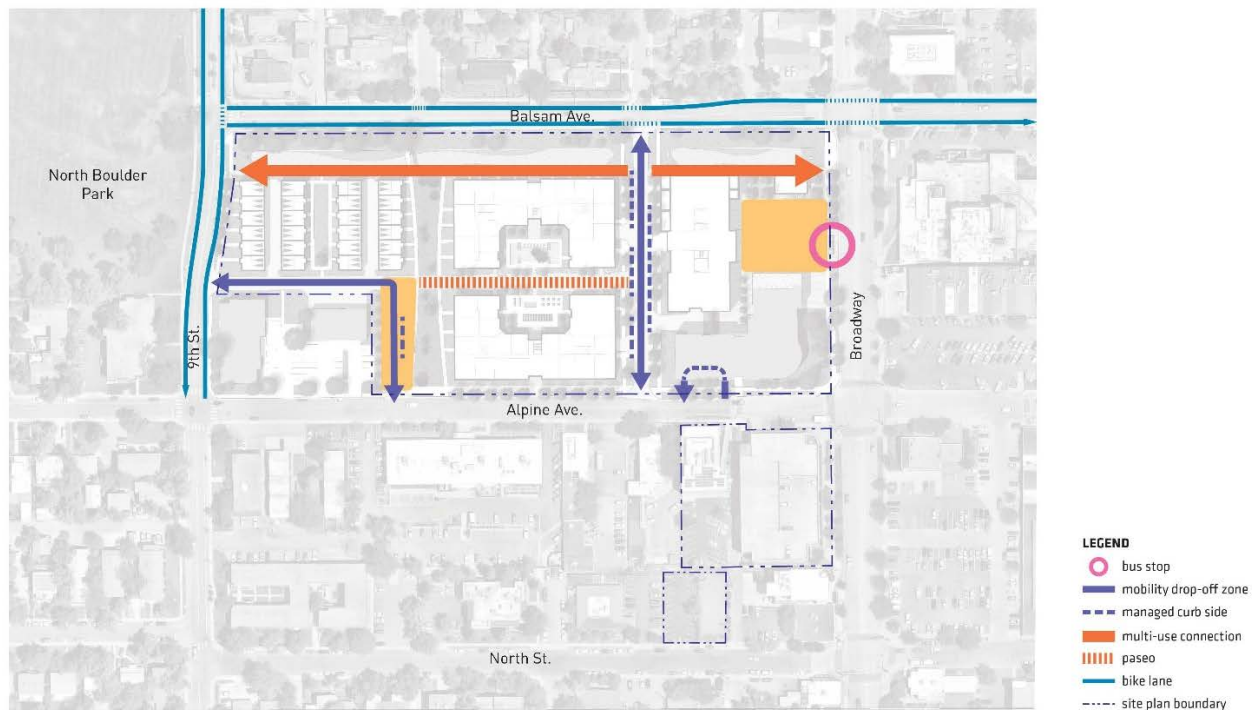 Balsam Ave.
North Boulder
Park
9th St.
Broadway
Alpine Ave.
North St.
LEGEND
bus stop
mobility drop-off zone
managed curb side
multi-use connection
paseo
bike lane
site plan boundary